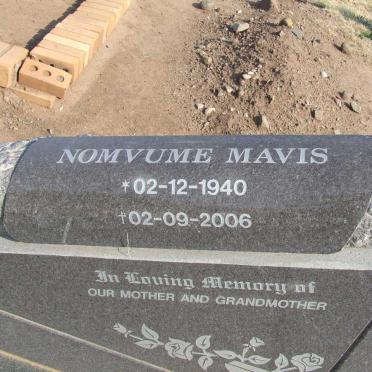 NOMVUME MAVIS
*02-12-1940
†02-09-2006
In Loving Memory of
OUR MOTHER AND GRANDMOTHER